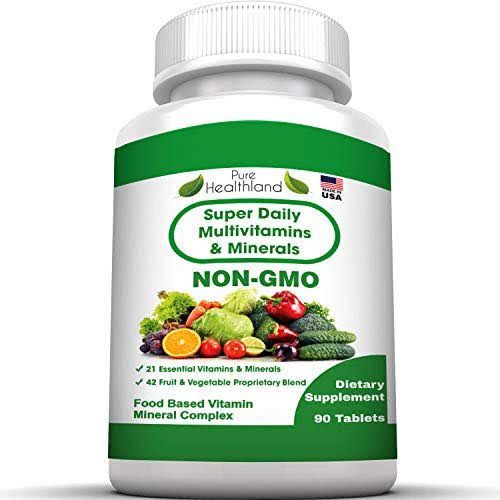 Pure
Healthland
MADE IN
USA
Super Daily
Multivitamins
& Minerals
NON-GMO
✓ 21 Essential Vitamins & Minerals
✓ 42 Fruit & Vegetable Proprietary Blend
Food Based Vitamin
Mineral Complex
Dietary
Supplement
90 Tablets